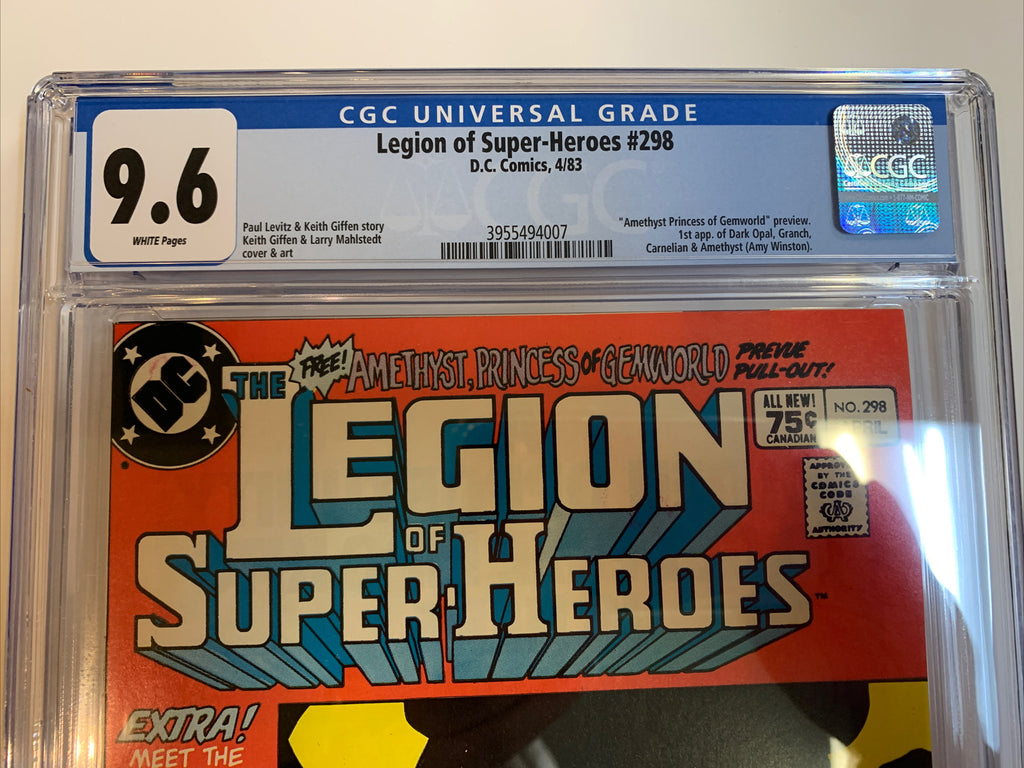 CGC UNIVERSAL GRADE
Legion of Super-Heroes #298
D.C. Comics, 4/83
9.6
WHITE Pages
Paul Levitz & Keith Giffen story
Keith Giffen & Larry Mahlstedt
cover & art
3955494007
"Amethyst Princess of Gemworld" preview.
1st app. of Dark Opal, Granch,
Carnelian & Amethyst (Amy Winston).
CGC
CGC
DC
FREE! AMETHYST, PRINCESS OF GEMWORLD PREVUE
PULL-OUT!
THE
LEGION
OF
SUPER-HEROES™
ALL NEW!
75¢
CANADIAN
NO. 298
APRIL
APPROVED
BY THE
COMICS
CODE
AUTHORITY
EXTRA!
MEET THE